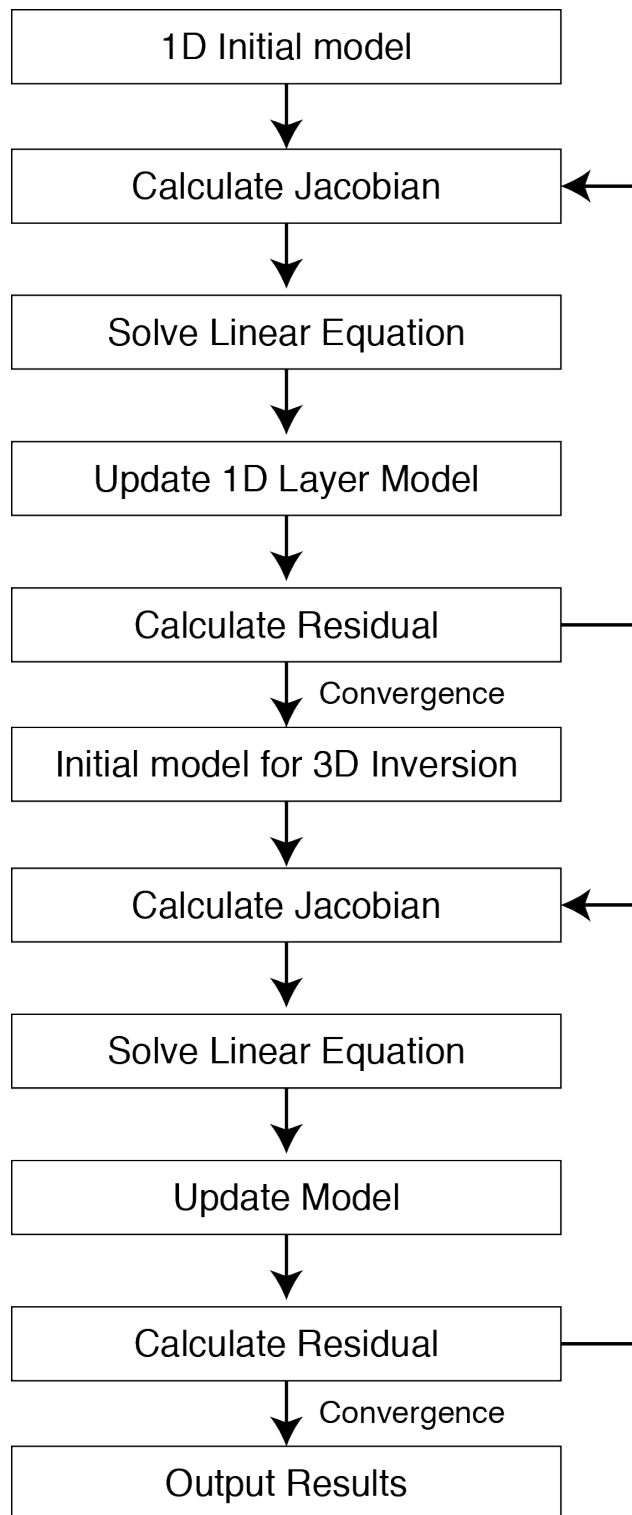 1D Initial model
Calculate Jacobian
Solve Linear Equation
Update 1D Layer Model
Calculate Residual
Convergence
Initial model for 3D Inversion
Calculate Jacobian
Solve Linear Equation
Update Model
Calculate Residual
Convergence
Output Results